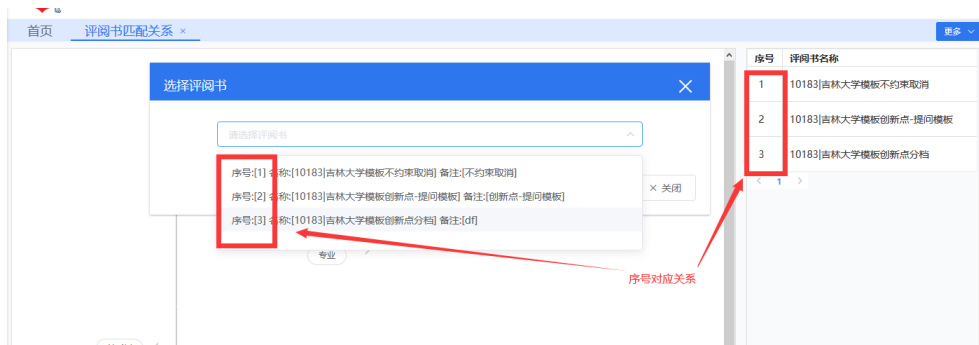 首页
评阅书匹配关系 ×
更多
选择评阅书
请选择评阅书
序号:[1] 名称:[10183|吉林大学模板不约束取消] 备注:[不约束取消]
序号:[2] 名称:[10183|吉林大学模板创新点-提问模板] 备注:[创新点-提问模板]
序号:[3] 名称:[10183|吉林大学模板创新点分档] 备注:[df]
× 关闭
专业
序号 评阅书名称
1 10183|吉林大学模板不约束取消
2 10183|吉林大学模板创新点-提问模板
3 10183|吉林大学模板创新点分档
< 1 >
序号对应关系